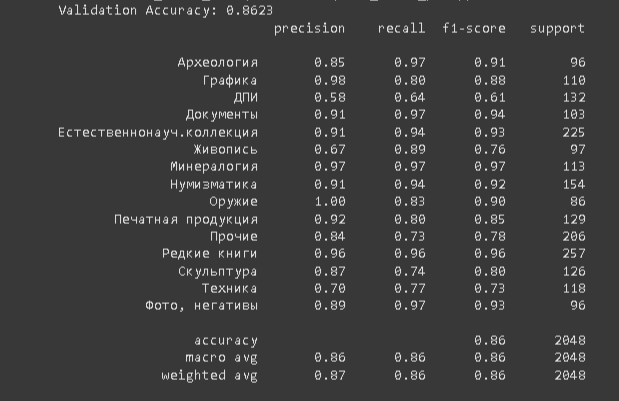 Validation Accuracy: 0.8623
precision recall f1-score support
Археология 0.85 0.97 0.91 96
Графика 0.98 0.80 0.88 110
ДПИ 0.58 0.64 0.61 132
Документы 0.91 0.97 0.94 103
Естественнонауч.коллекция 0.91 0.94 0.93 225
Живопись 0.67 0.89 0.76 97
Минералогия 0.97 0.97 0.97 113
Нумизматика 0.91 0.94 0.92 154
Оружие 1.00 0.83 0.90 86
Печатная продукция 0.92 0.80 0.85 129
Прочие 0.84 0.73 0.78 206
Редкие книги 0.96 0.96 0.96 257
Скульптура 0.87 0.74 0.80 126
Техника 0.70 0.77 0.73 118
Фото, негативы 0.89 0.97 0.93 96
accuracy 0.86 2048
macro avg 0.86 0.86 0.86 2048
weighted avg 0.87 0.86 0.86 2048